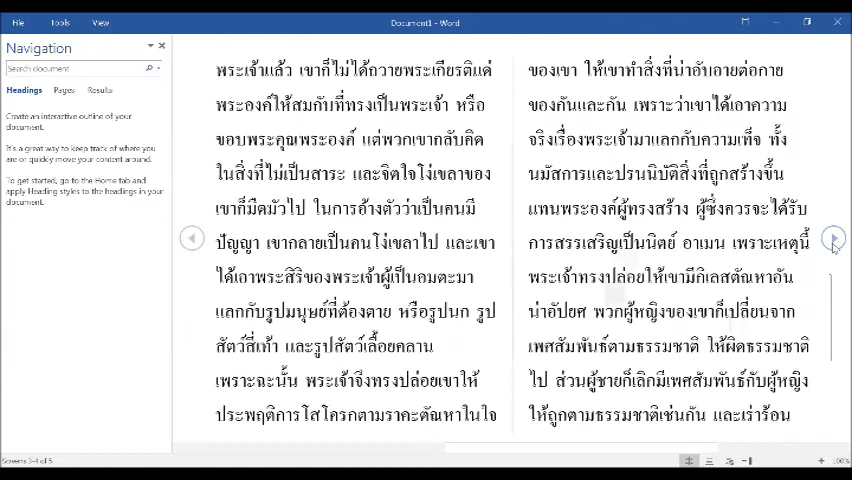 File Tools View Document1 - Word
Navigation
Search document
Headings Pages Results
Create an interactive outline of your
document.
It's a great way to keep track of where you
are or quickly move your content around.
To get started, go to the Home tab and
apply Heading styles to the headings in your
document.
พระเจ้าแล้ว เขาก็ไม่ได้ถวายพระเกียรติแด่
พระองค์ให้สมกับที่ทรงเป็นพระเจ้า หรือ
ขอบพระคุณพระองค์ แต่พวกเขากลับคิด
ในสิ่งที่ไม่เป็นสาระ และจิตใจโง่เขลาของ
เขาก็มืดมัวไป ในการอ้างตัวว่าเป็นคนมี
ปัญญา เขากลายเป็นคนโง่เขลาไป และเขา
ได้เอาพระสิริของพระเจ้าผู้เป็นอมตะมา
แลกกับรูปมนุษย์ที่ต้องตาย หรือรูปนก รูป
สัตว์สี่เท้า และรูปสัตว์เลื้อยคลาน
เพราะฉะนั้น พระเจ้าจึงทรงปล่อยเขาให้
ประพฤติการโสโครกตามราคะตัณหาในใจ
ของเขา ให้เขาทำสิ่งที่น่าอับอายต่อกาย
ของกันและกัน เพราะว่าเขาได้เอาความ
จริงเรื่องพระเจ้ามาแลกกับความเท็จ ทั้ง
นมัสการและปรนนิบัติสิ่งที่ถูกสร้างขึ้น
แทนพระองค์ผู้ทรงสร้าง ผู้ซึ่งควรจะได้รับ
การสรรเสริญเป็นนิตย์ อาเมน เพราะเหตุนี้
พระเจ้าทรงปล่อยให้เขามีกิเลสตัณหาอัน
น่าอัปยศ พวกผู้หญิงของเขาก็เปลี่ยนจาก
เพศสัมพันธ์ตามธรรมชาติ ให้ผิดธรรมชาติ
ไป ส่วนผู้ชายก็เลิกมีเพศสัมพันธ์กับผู้หญิง
ให้ถูกตามธรรมชาติเช่นกัน และเร่าร้อน
Screens 3-4 of 5
100%